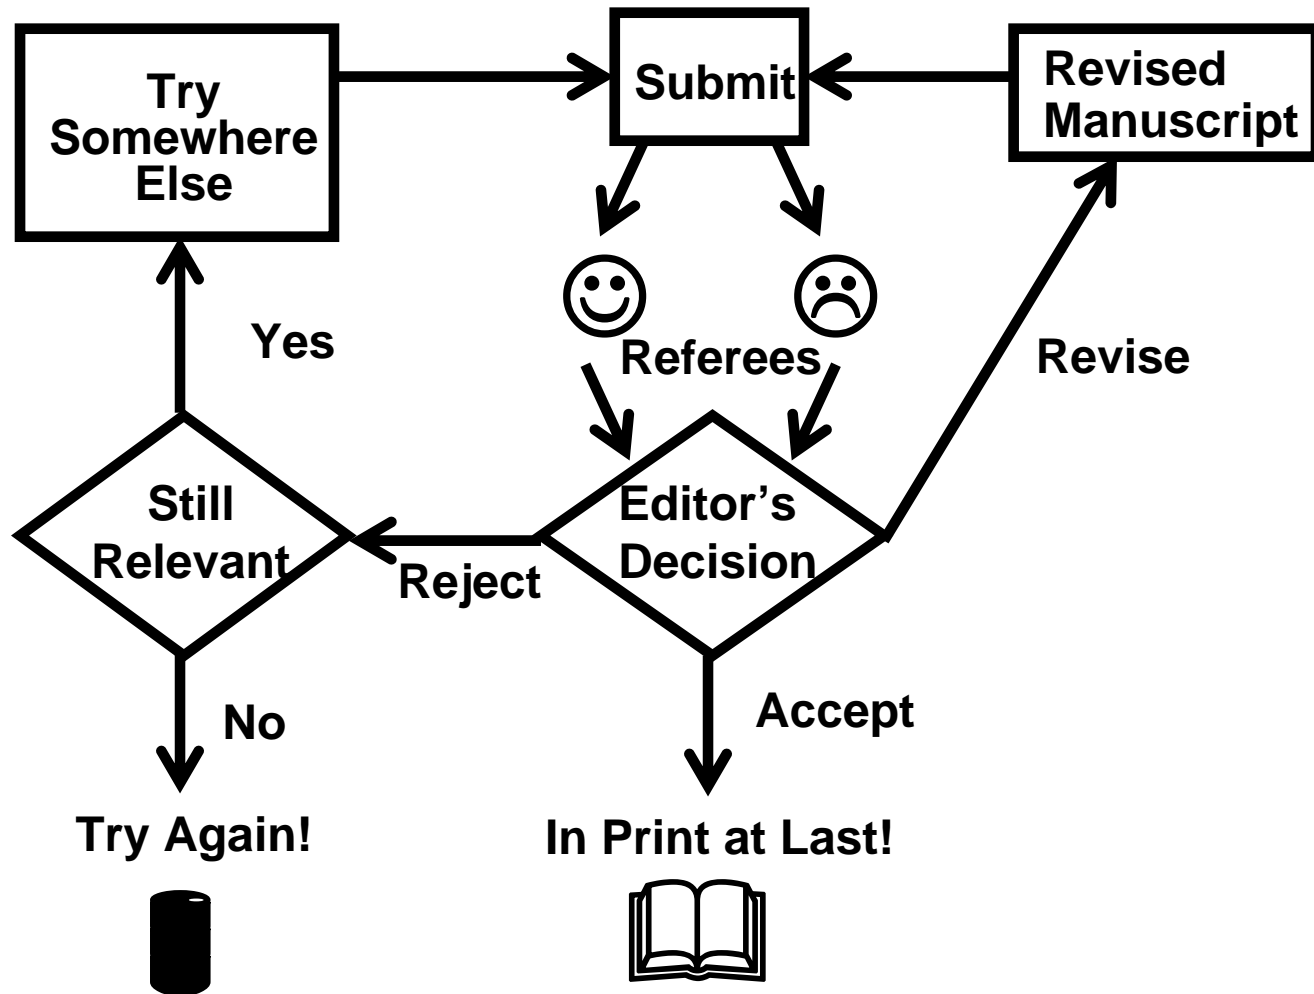 Try
Somewhere
Else
Submit
Revised
Manuscript
Yes
Referees
Revise
Still
Relevant
Reject
Editor's
Decision
No
Accept
Try Again!
In Print at Last!